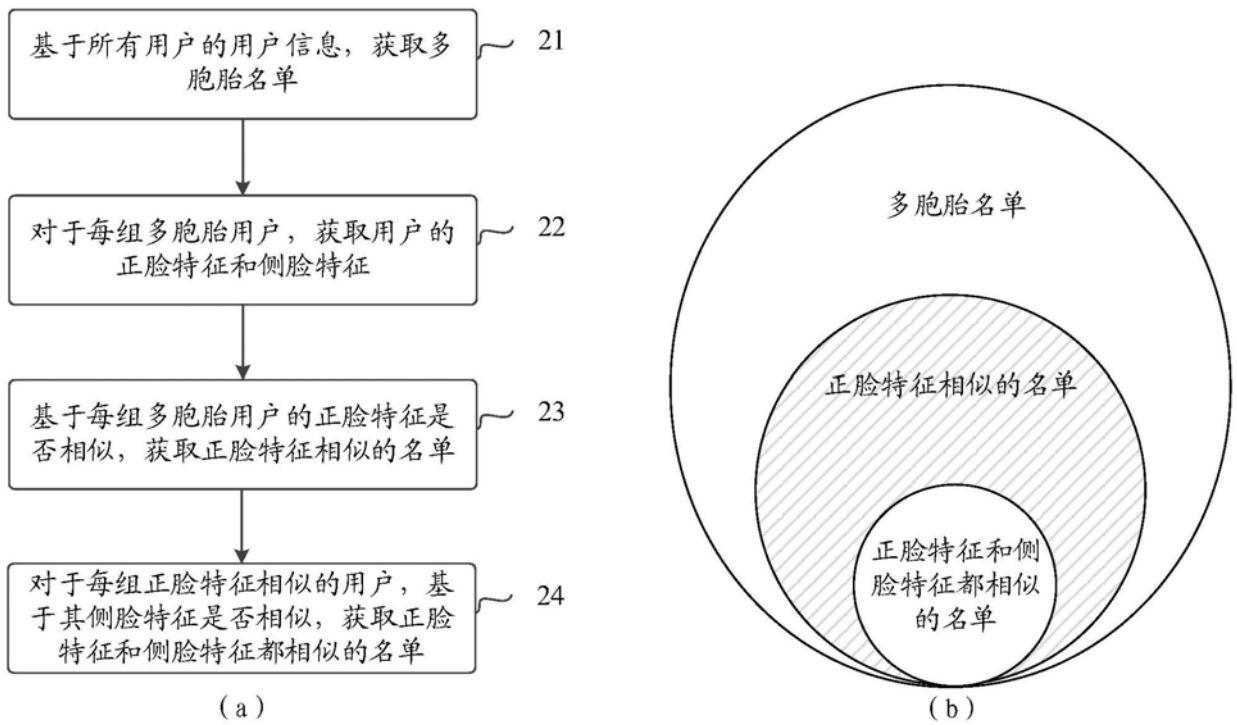 基于所有用户的用户信息，获取多
胞胎名单
21
对于每组多胞胎用户，获取用户的
正脸特征和侧脸特征
22
基于每组多胞胎用户的正脸特征是
否相似，获取正脸特征相似的名单
23
对于每组正脸特征相似的用户，基
于其侧脸特征是否相似，获取正脸
特征和侧脸特征都相似的名单
24
（a）
多胞胎名单
正脸特征相似的名单
正脸特征和侧
脸特征都相似
的名单
（b）